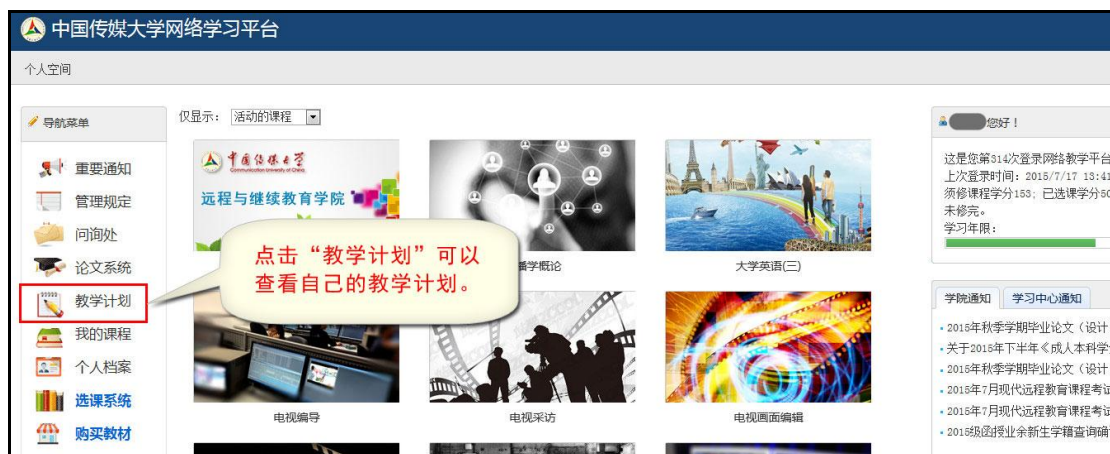 中国传媒大学网络学习平台
个人空间
导航菜单
重要通知
管理规定
问询处
论文系统
教学计划
我的课程
个人档案
选课系统
购买教材
仅显示： 活动的课程
中国传媒大学
Communication University of China
远程与继续教育学院
点击“教学计划”可以
查看自己的教学计划。
播学概论
大学英语(三)
电视编导
电视采访
电视画面编辑
您好！
这是您第314次登录网络教学平台
上次登录时间：2015/7/17 13:41
须修课程学分153；已选课学分50
未修完。
学习年限：
学院通知 学习中心通知
2015年秋季学期毕业论文（设计
关于2015年下半年《成人本科学
2015年秋季学期毕业论文（设计
2015年7月现代远程教育课程考试
2015年7月现代远程教育课程考试
2015级函授业余新生学籍查询确